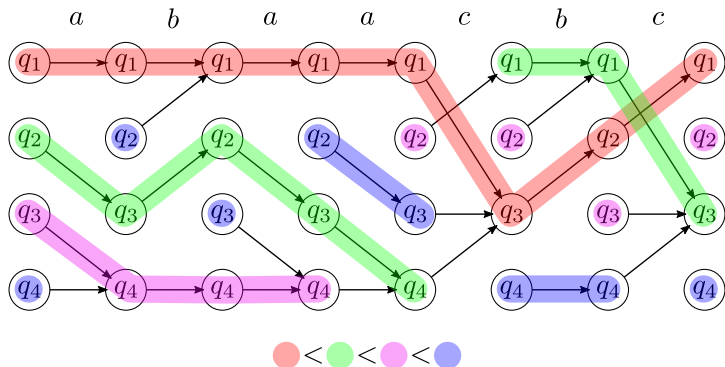 a b a a c b c
q₁ q₁ q₁ q₁ q₁ q₁ q₁ q₁
q₂ q₂ q₂ q₂ q₂ q₂ q₂ q₂
q₃ q₃ q₃ q₃ q₃ q₃ q₃ q₃
q₄ q₄ q₄ q₄ q₄ q₄ q₄ q₄
< < <